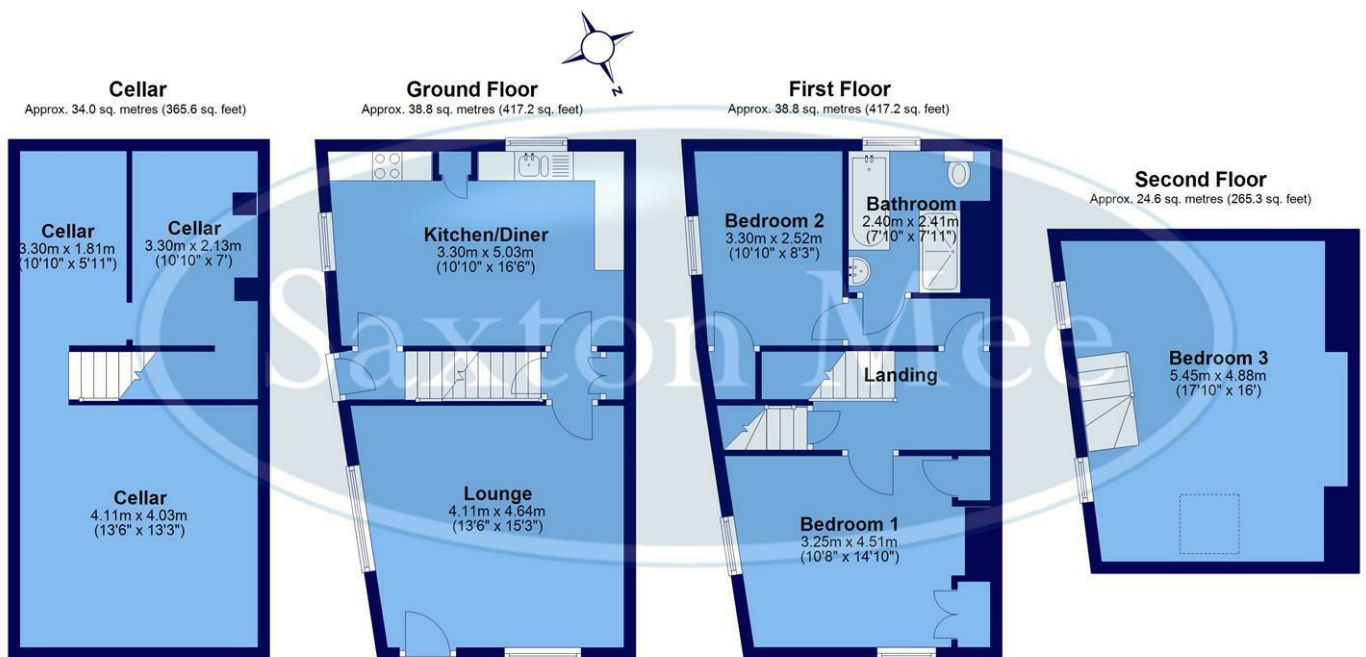 N
Cellar
Approx. 34.0 sq. metres (365.6 sq. feet)
Cellar
3.30m x 1.81m
(10'10" x 5'11")
Cellar
3.30m x 2.13m
(10'10" x 7')
Cellar
4.11m x 4.03m
(13'6" x 13'3")
Ground Floor
Approx. 38.8 sq. metres (417.2 sq. feet)
Kitchen/Diner
3.30m x 5.03m
(10'10" x 16'6")
Lounge
4.11m x 4.64m
(13'6" x 15'3")
First Floor
Approx. 38.8 sq. metres (417.2 sq. feet)
Bedroom 2
3.30m x 2.52m
(10'10" x 8'3")
Bathroom
2.40m x 2.41m
(7'10" x 7'11")
Landing
Bedroom 1
3.25m x 4.51m
(10'8" x 14'10")
Second Floor
Approx. 24.6 sq. metres (265.3 sq. feet)
Bedroom 3
5.45m x 4.88m
(17'10" x 16')
Saxton Mee